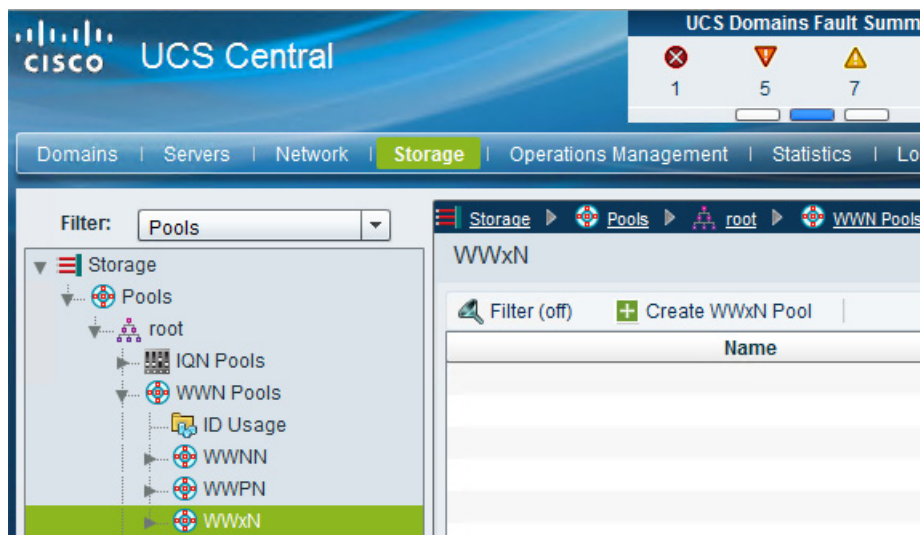 UCS Domains Fault Summ
CISCO UCS Central
1 5 7
Domains Servers Network Storage Operations Management Statistics Lo
Filter: Pools
Storage Pools root WWN Pools
Storage
WWxN
Pools
Filter (off) Create WWxN Pool
root
Name
IQN Pools
WWN Pools
ID Usage
WWNN
WWPN
WWxN